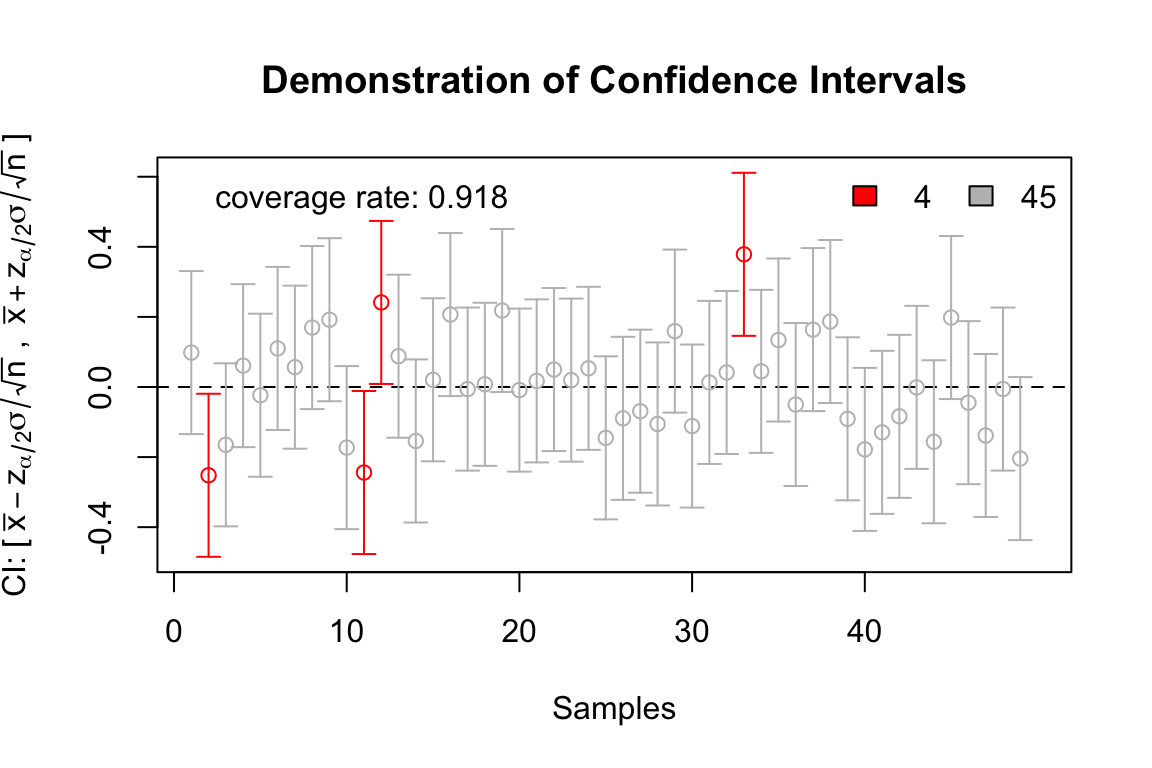 Demonstration of Confidence Intervals
CI: [ x̅ − zα/2σ/√n , x̅ + zα/2σ/√n ]
coverage rate: 0.918
4
45
0.4
0.0
-0.4
0 10 20 30 40
Samples